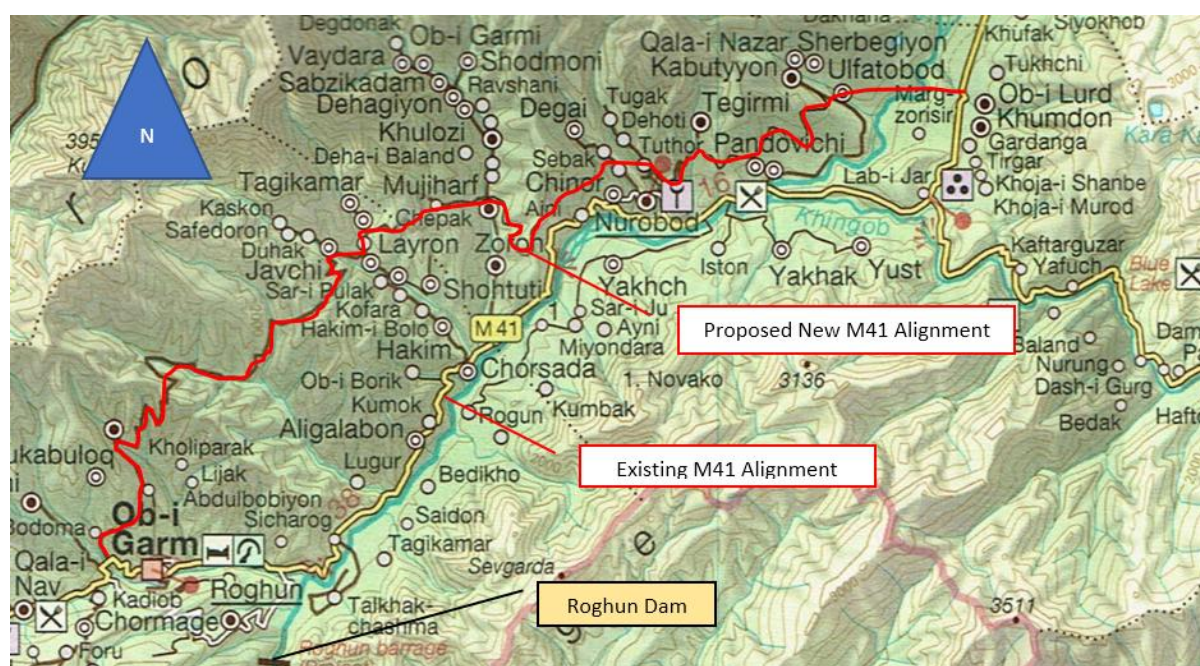 Degdonak
Ob-i Garmi
Vaydara
Shodmoni
Sabzikadam
Ravshani
Dehagiyon
Degai
Khulozi
Deha-i Baland
Tagikamar
Mujiharf
Kaskon
Safedoron
Chepak
Duhak
Layron
Zolon
Javchi
Sar-i Pulak
Shohtuti
Kofara
Hakim-i Bolo
Hakim
M 41
Ob-i Borik
Chorsada
Kumok
Aligalabon
Lugur
Rogun
Kumbak
Bedikho
Saidon
Tagikamar
Sicharog
Kholiparak
Lijak
Abdulbobiyon
ukabuloq
Bodoma
Ob-i
Garm
Qala-i
Nav
Kadiob
Roghun
Chormage
Foru
Talkhak-
chashma
Roghun barrage
Sevgarda
Qala-i Nazar
Sherbegiyon
Kabutyyon
Ulfatobod
Tugak
Dehoti
Tegirmi
Tuthor
Pandovichi
Sebak
Chinor
Ajni
Nurobod
16
Marg-
zorisir
Khufak
Siyokhob
Tukhchi
Ob-i Lurd
Khumdon
Gardanga
Tirgar
Khoja-i Shanbe
Khoja-i Murod
Lab-i Jar
Khingob
Iston
Yakhak
Yust
Yakhch
Sar-i Ju
Ayni
Miyondara
1. Novako
3136
Kaftarguzar
Yafuch
Blue
Lake
Baland
Nurung
Dash-i Gurg
Bedak
Dam
Hafto
3511
N
Proposed New M41 Alignment
Existing M41 Alignment
Roghun Dam